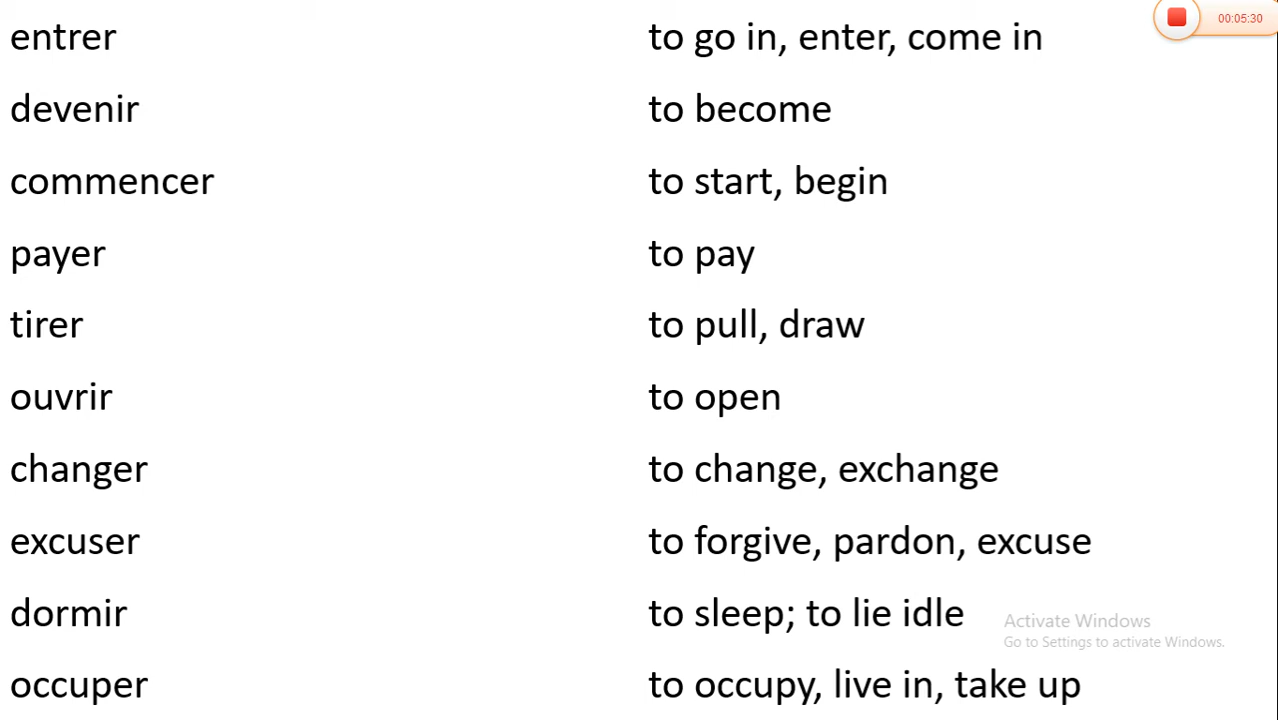 00:05:30
entrer to go in, enter, come in
devenir to become
commencer to start, begin
payer to pay
tirer to pull, draw
ouvrir to open
changer to change, exchange
excuser to forgive, pardon, excuse
dormir to sleep; to lie idle
Activate Windows
Go to Settings to activate Windows.
occuper to occupy, live in, take up